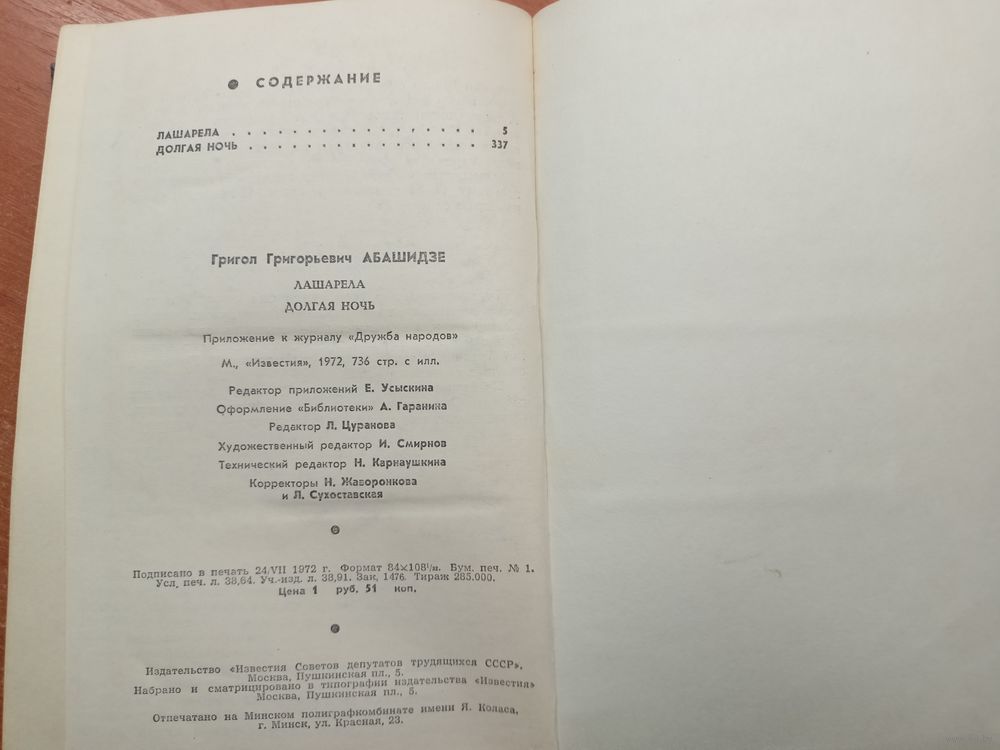 СОДЕРЖАНИЕ
ЛАШАРЕЛА . . . . . . . . . . . . . . . . 5
ДОЛГАЯ НОЧЬ . . . . . . . . . . . . . . . . 337
Григол Григорьевич АБАШИДЗЕ
ЛАШАРЕЛА
ДОЛГАЯ НОЧЬ
Приложение к журналу «Дружба народов»
М., «Известия», 1972, 736 стр. с илл.
Редактор приложений Е. Усыскина
Оформление «Библиотеки» А. Гаранина
Редактор Л. Цуранова
Художественный редактор И. Смирнов
Технический редактор Н. Карнаушкина
Корректоры Н. Жаворонкова
и Л. Сухоставская
Подписано в печать 24/VII 1972 г. Формат 84×108¹/₃₂. Бум. печ. № 1.
Усл. печ. л. 38,64. Уч.-изд. л. 38,91. Зак. 1476. Тираж 285.000.
Цена 1 руб. 51 коп.
Издательство «Известия Советов депутатов трудящихся СССР»,
Москва, Пушкинская пл., 5.
Набрано и сматрицировано в типографии издательства «Известия»
Москва, Пушкинская пл., 5.
Отпечатано на Минском полиграфкомбинате имени Я. Коласа,
г. Минск, ул. Красная, 23.